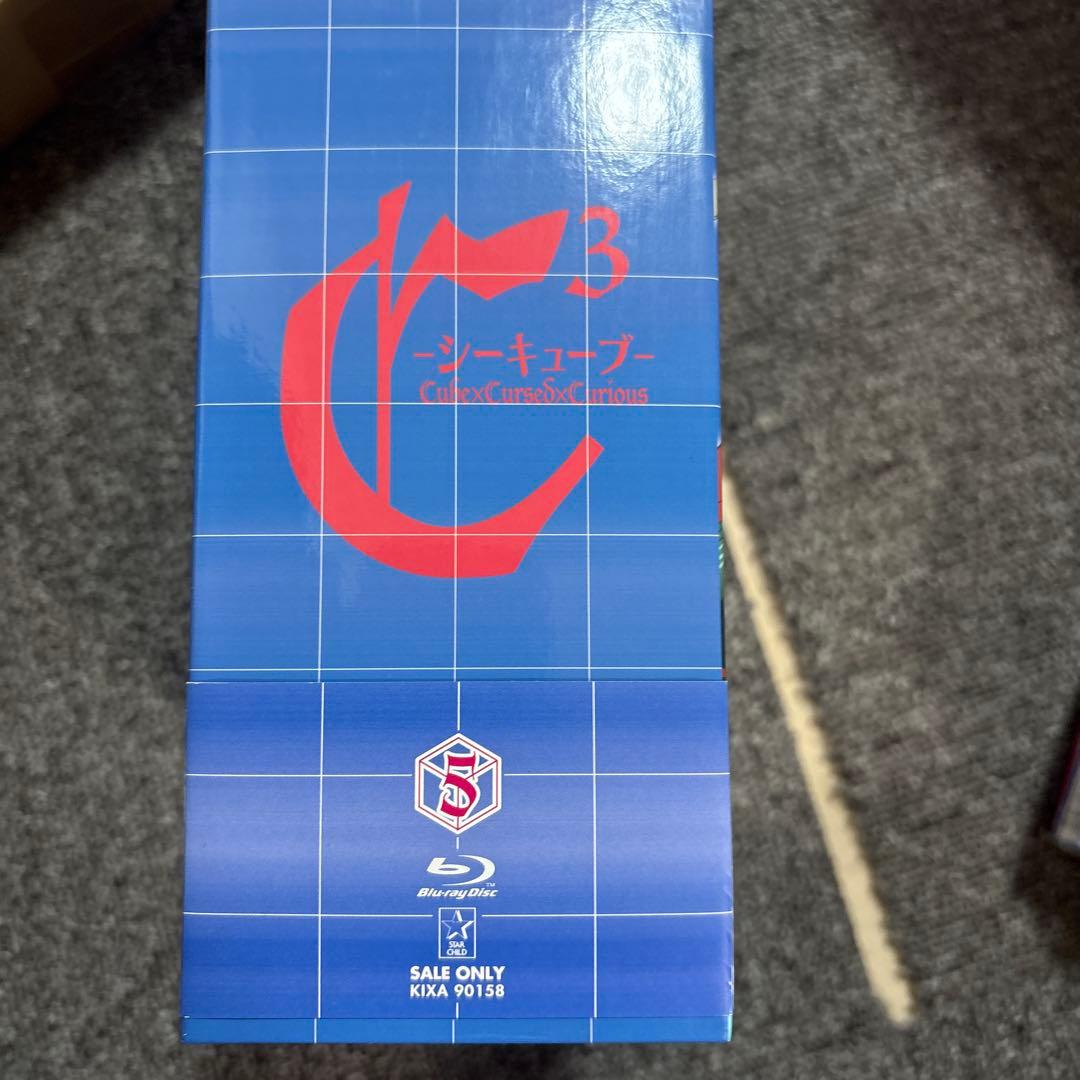 C3
-シーキューブ-
Cube×Cursed×Curious
5
Blu-ray Disc™
STAR
CHILD
SALE ONLY
KIXA 90158